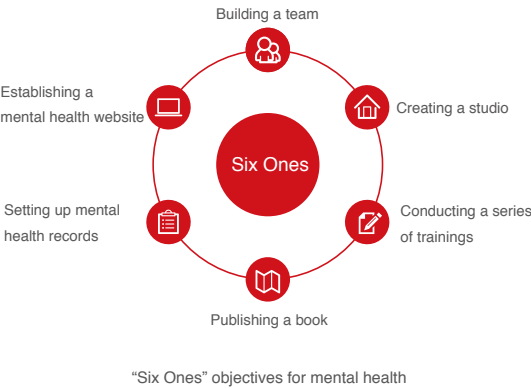 Building a team
Establishing a
mental health website
Creating a studio
Six Ones
Setting up mental
health records
Conducting a series
of trainings
Publishing a book
“Six Ones” objectives for mental health